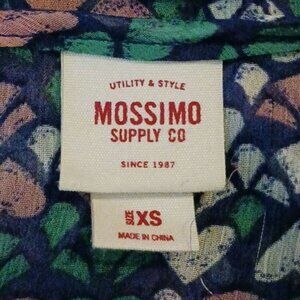 UTILITY & STYLE
MOSSIMO
SUPPLY CO
SINCE 1987
SIZE XS
MADE IN CHINA